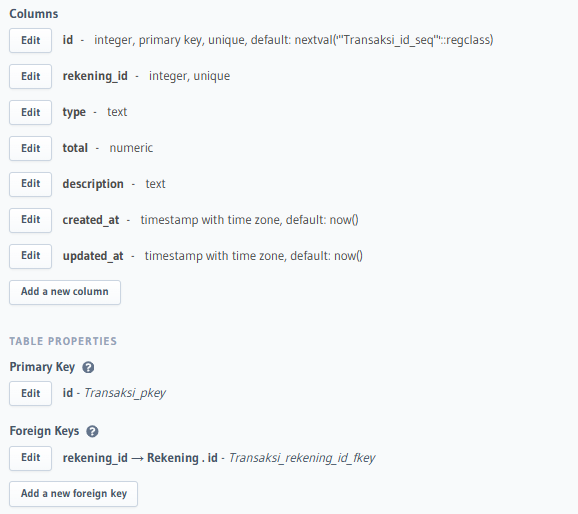 Columns
Edit id - integer, primary key, unique, default: nextval('"Transaksi_id_seq"'::regclass)
Edit rekening_id - integer, unique
Edit type - text
Edit total - numeric
Edit description - text
Edit created_at - timestamp with time zone, default: now()
Edit updated_at - timestamp with time zone, default: now()
Add a new column
TABLE PROPERTIES
Primary Key ?
Edit id - Transaksi_pkey
Foreign Keys ?
Edit rekening_id → Rekening . id - Transaksi_rekening_id_fkey
Add a new foreign key